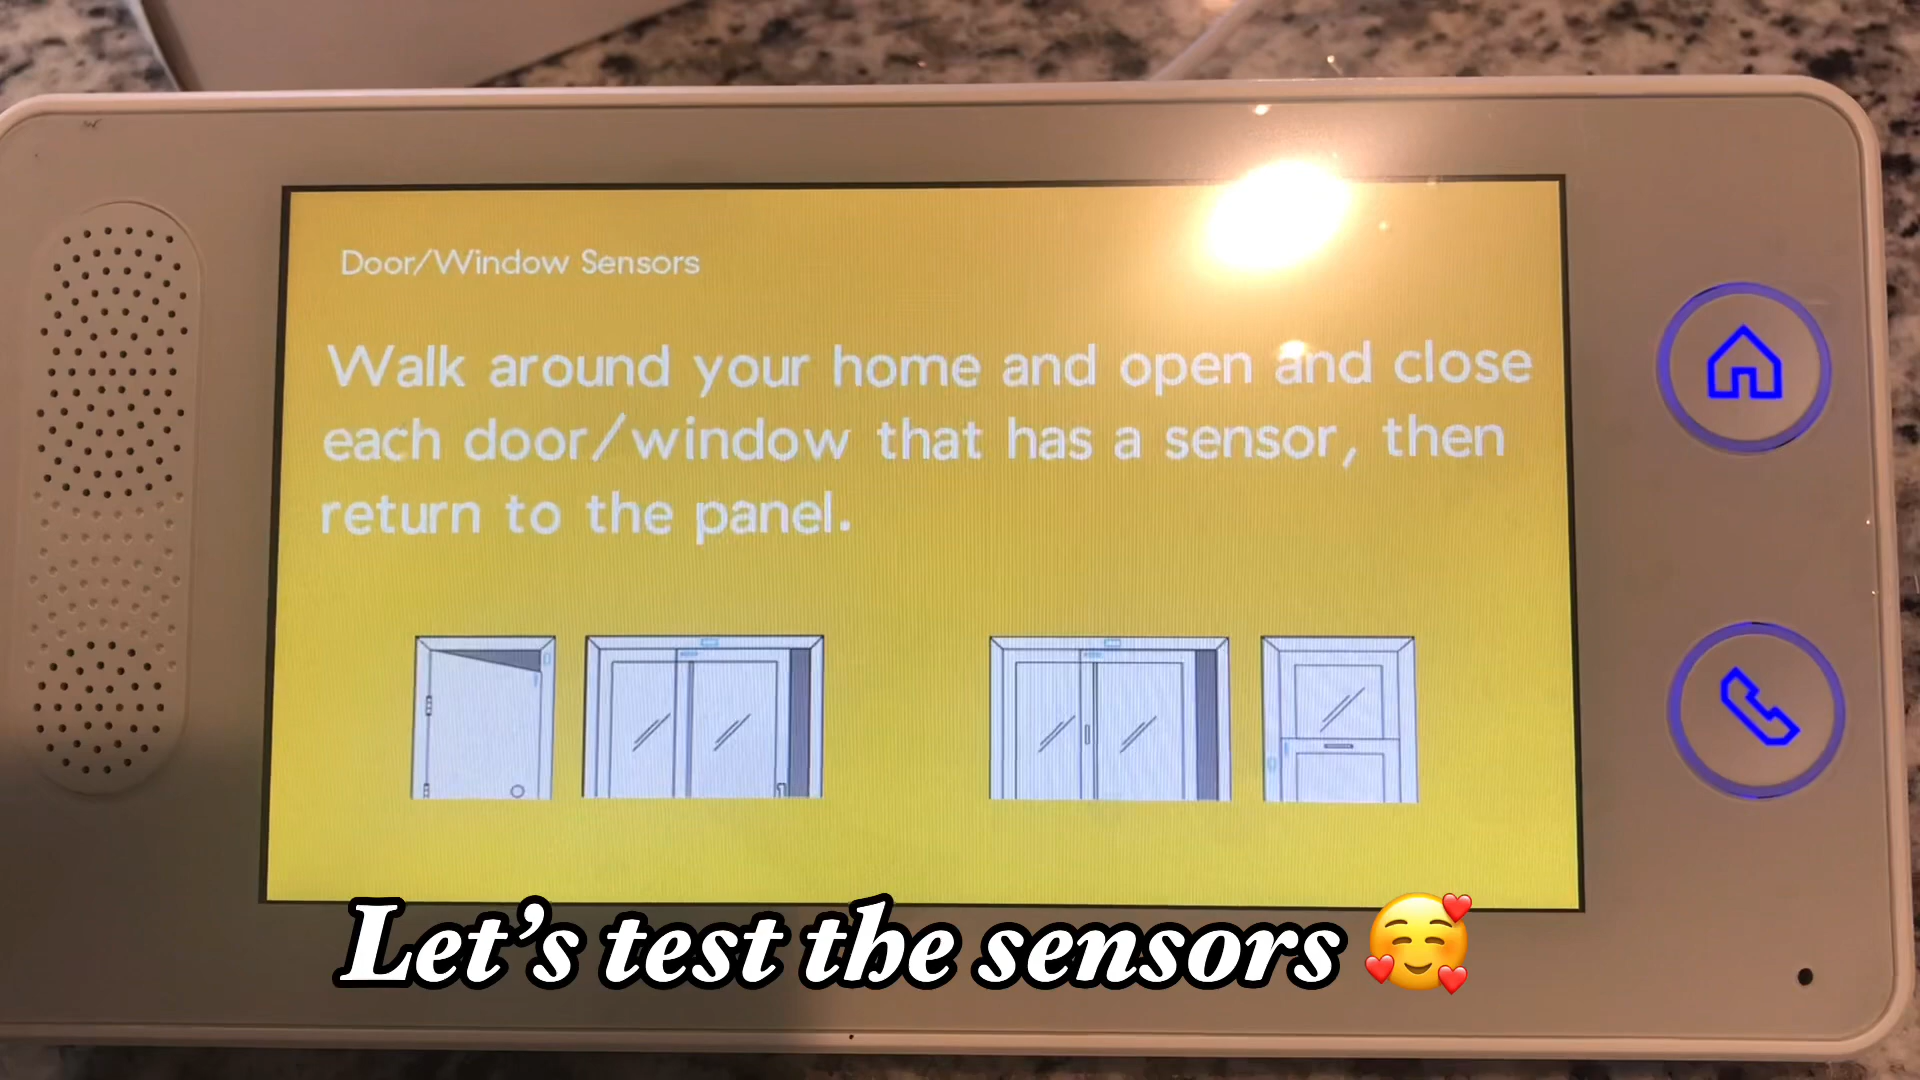 Door/Window Sensors
Walk around your home and open and close
each door/window that has a sensor, then
return to the panel.
Let's test the sensors 🥰